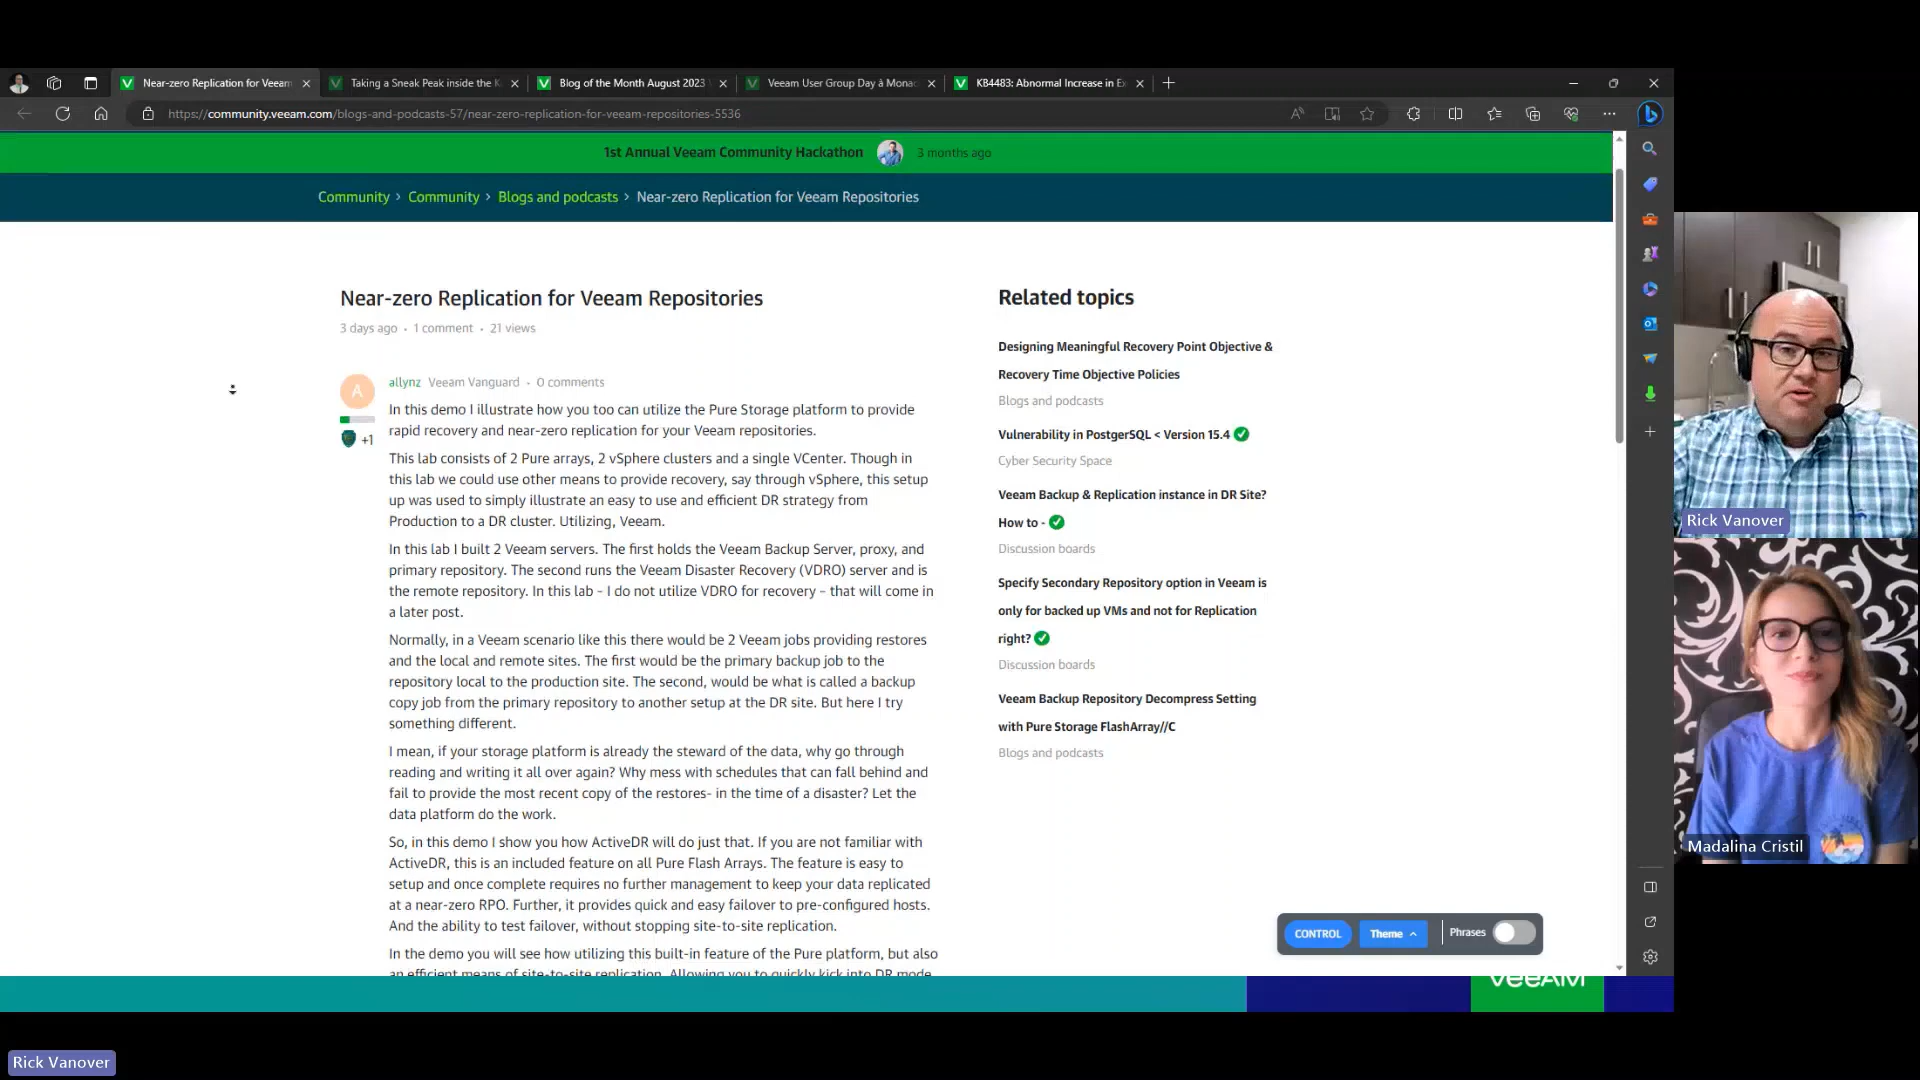 Near-zero Replication for Veeam
Taking a Sneak Peak inside the K
Blog of the Month August 2023
Veeam User Group Day à Mona
KB4483: Abnormal Increase in Ex
https://community.veeam.com/blogs-and-podcasts-57/near-zero-replication-for-veeam-repositories-5536
1st Annual Veeam Community Hackathon 3 months ago
Community > Community > Blogs and podcasts > Near-zero Replication for Veeam Repositories
Near-zero Replication for Veeam Repositories
3 days ago · 1 comment · 21 views
A
allynz Veeam Vanguard · 0 comments
+1
In this demo I illustrate how you too can utilize the Pure Storage platform to provide
rapid recovery and near-zero replication for your Veeam repositories.
This lab consists of 2 Pure arrays, 2 vSphere clusters and a single VCenter. Though in
this lab we could use other means to provide recovery, say through vSphere, this setup
up was used to simply illustrate an easy to use and efficient DR strategy from
Production to a DR cluster. Utilizing, Veeam.
In this lab I built 2 Veeam servers. The first holds the Veeam Backup Server, proxy, and
primary repository. The second runs the Veeam Disaster Recovery (VDRO) server and is
the remote repository. In this lab – I do not utilize VDRO for recovery – that will come in
a later post.
Normally, in a Veeam scenario like this there would be 2 Veeam jobs providing restores
and the local and remote sites. The first would be the primary backup job to the
repository local to the production site. The second, would be what is called a backup
copy job from the primary repository to another setup at the DR site. But here I try
something different.
I mean, if your storage platform is already the steward of the data, why go through
reading and writing it all over again? Why mess with schedules that can fall behind and
fail to provide the most recent copy of the restores- in the time of a disaster? Let the
data platform do the work.
So, in this demo I show you how ActiveDR will do just that. If you are not familiar with
ActiveDR, this is an included feature on all Pure Flash Arrays. The feature is easy to
setup and once complete requires no further management to keep your data replicated
at a near-zero RPO. Further, it provides quick and easy failover to pre-configured hosts.
And the ability to test failover, without stopping site-to-site replication.
In the demo you will see how utilizing this built-in feature of the Pure platform, but also
an efficient means of site-to-site replication. Allowing you to quickly kick into DR mode
Related topics
Designing Meaningful Recovery Point Objective &
Recovery Time Objective Policies
Blogs and podcasts
Vulnerability in PostgerSQL < Version 15.4
Cyber Security Space
Veeam Backup & Replication instance in DR Site?
How to -
Discussion boards
Specify Secondary Repository option in Veeam is
only for backed up VMs and not for Replication
right?
Discussion boards
Veeam Backup Repository Decompress Setting
with Pure Storage FlashArray//C
Blogs and podcasts
CONTROL Theme Phrases
veeAM
Rick Vanover
Madalina Cristil
Rick Vanover